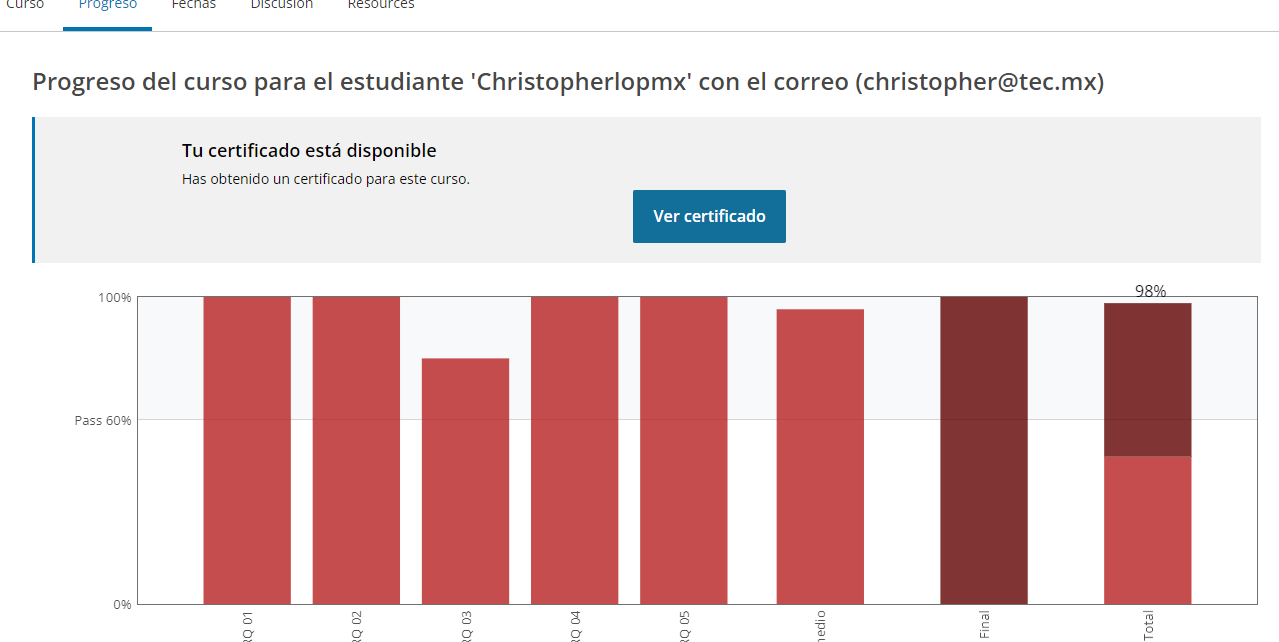 Curso Progreso Fechas Discusión Resources
Progreso del curso para el estudiante 'Christopherlopmx' con el correo (christopher@tec.mx)
Tu certificado está disponible
Has obtenido un certificado para este curso.
Ver certificado
98%
100%
Pass 60%
0%
RQ 01
RQ 02
RQ 03
RQ 04
RQ 05
Final
Total